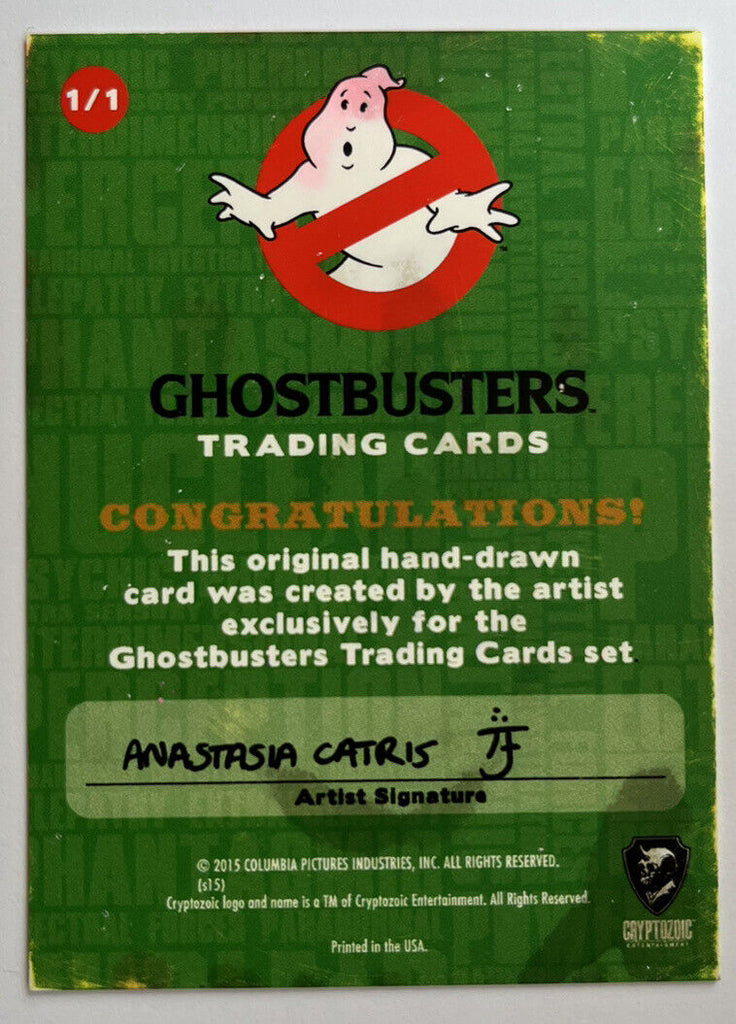 1/1
GHOSTBUSTERS™
TRADING CARDS
CONGRATULATIONS!
This original hand-drawn
card was created by the artist
exclusively for the
Ghostbusters Trading Cards set.
ANASTASIA CATRIS
Artist Signature
© 2015 COLUMBIA PICTURES INDUSTRIES, INC. ALL RIGHTS RESERVED.
(s15)
Cryptozoic logo and name is a TM of Cryptozoic Entertainment. All Rights Reserved.
CRYPTOZOIC
ENTERTAINMENT
Printed in the USA.